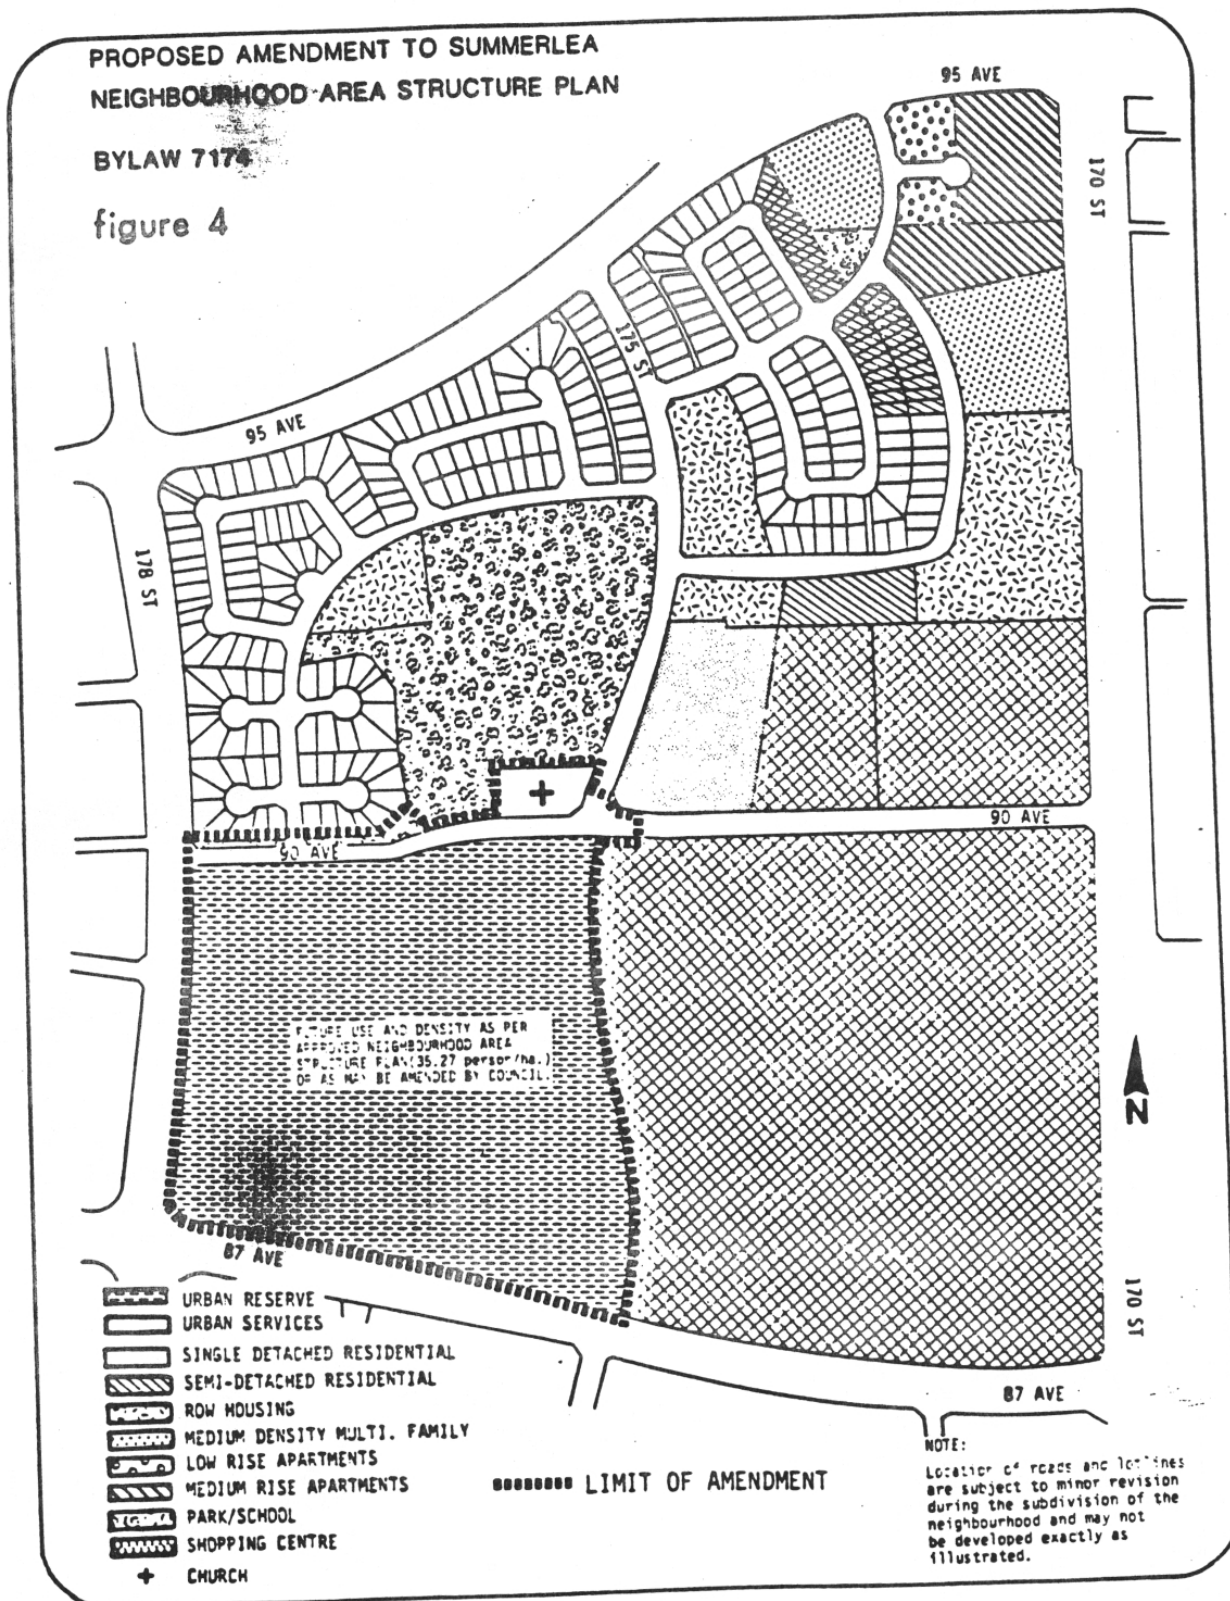 PROPOSED AMENDMENT TO SUMMERLEA
NEIGHBOURHOOD AREA STRUCTURE PLAN
BYLAW 7174
figure 4
95 AVE
170 ST
175 ST
95 AVE
178 ST
90 AVE
90 AVE
FUTURE USE AND DENSITY AS PER
APPROVED NEIGHBOURHOOD AREA
STRUCTURE PLAN(35.27 person/ha.)
OR AS MAY BE AMENDED BY COUNCIL.
N
87 AVE
170 ST
87 AVE
URBAN RESERVE
URBAN SERVICES
SINGLE DETACHED RESIDENTIAL
SEMI-DETACHED RESIDENTIAL
ROW HOUSING
MEDIUM DENSITY MULTI. FAMILY
LOW RISE APARTMENTS
MEDIUM RISE APARTMENTS
PARK/SCHOOL
SHOPPING CENTRE
CHURCH
LIMIT OF AMENDMENT
NOTE:
Location of roads and lotlines
are subject to minor revision
during the subdivision of the
neighbourhood and may not
be developed exactly as
illustrated.